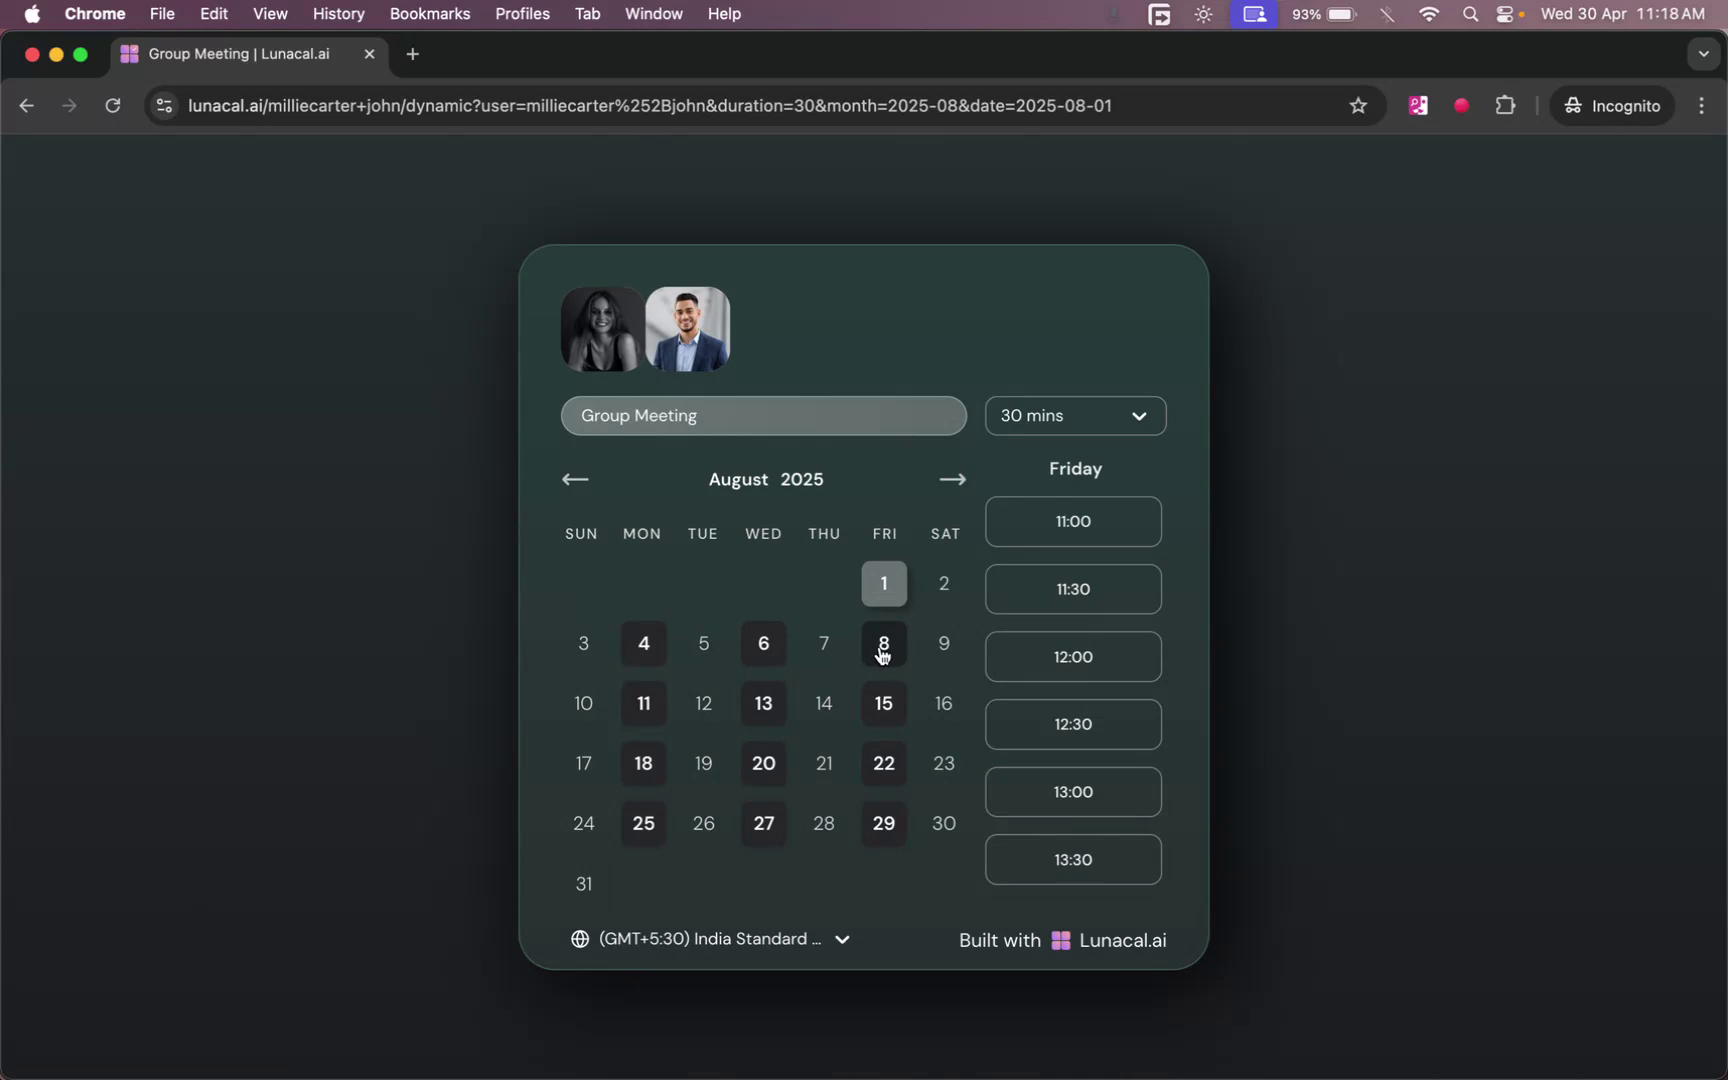 Chrome File Edit View History Bookmarks Profiles Tab Window Help 93% Wed 30 Apr 11:18 AM
Group Meeting | Lunacal.ai
lunacal.ai/milliecarter+john/dynamic?user=milliecarter%252Bjohn&duration=30&month=2025-08&date=2025-08-01 Incognito
Group Meeting
30 mins
August 2025
SUN MON TUE WED THU FRI SAT
1 2
3 4 5 6 7 8 9
10 11 12 13 14 15 16
17 18 19 20 21 22 23
24 25 26 27 28 29 30
31
Friday
11:00
11:30
12:00
12:30
13:00
13:30
(GMT+5:30) India Standard ...
Built with Lunacal.ai